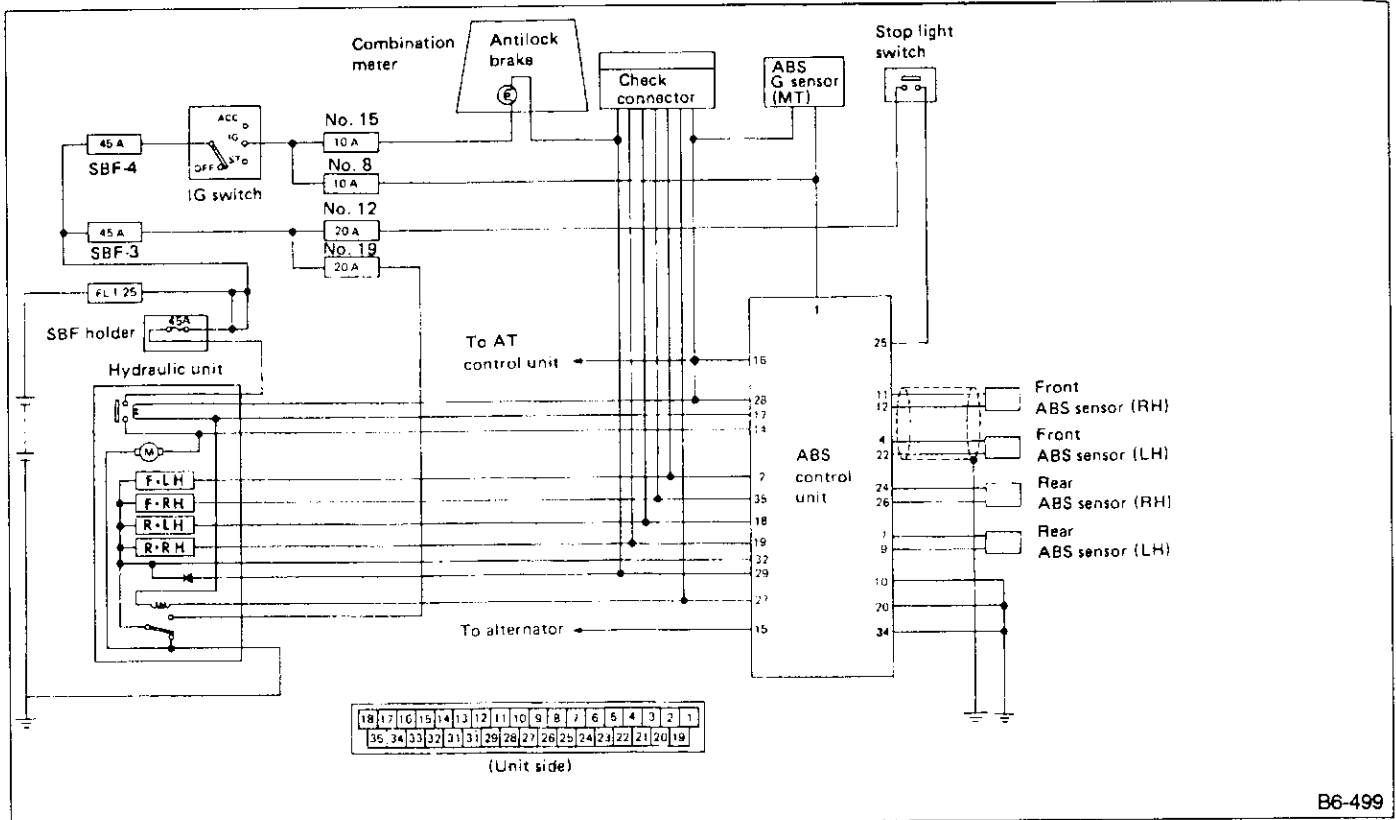 Combination
meter
Antilock
brake
Check
connector
ABS
G sensor
(MT)
Stop light
switch
ACC
IG
ST
OFF
IG switch
45 A
SBF-4
No. 15
10 A
No. 8
10 A
No. 12
20 A
No. 19
20 A
45 A
SBF-3
FL 1.25
SBF holder
45A
Hydraulic unit
M
F•LH
F•RH
R•LH
R•RH
To AT
control unit
To alternator
ABS
control
unit
1
16
28
17
14
2
35
18
19
32
29
27
15
25
11
12
4
22
24
26
9
10
20
34
Front
ABS sensor (RH)
Front
ABS sensor (LH)
Rear
ABS sensor (RH)
Rear
ABS sensor (LH)
18 17 16 15 14 13 12 11 10 9 8 7 6 5 4 3 2 1
35 34 33 32 31 31 29 28 27 26 25 24 23 22 21 20 19
(Unit side)
B6-499